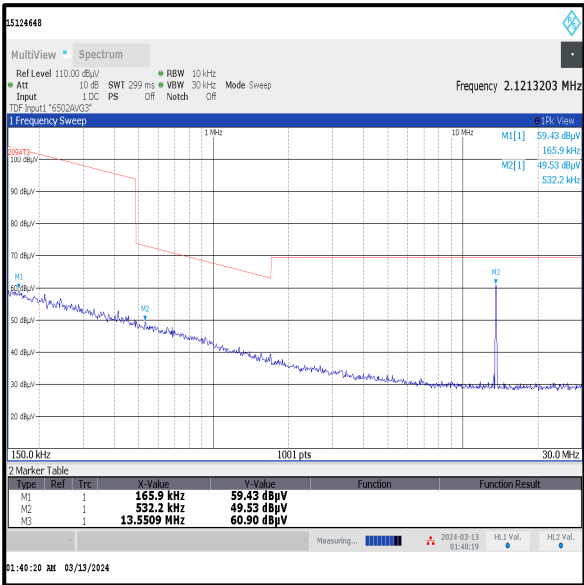 15124648
MultiView Spectrum
Ref Level 110.00 dBµV RBW 10 kHz
Att 10 dB SWT 299 ms VBW 30 kHz Mode Sweep Frequency 2.1213203 MHz
Input 1 DC PS Off Notch Off
TDF Input1 "6502AVG3"
1 Frequency Sweep 1Pk View
1 MHz 10 MHz M1[1] 59.43 dBµV
165.9 kHz
209AT3
M2[1] 49.53 dBµV
532.2 kHz
100 dBµV
90 dBµV
80 dBµV
70 dBµV
60 dBµV
50 dBµV
40 dBµV
30 dBµV
20 dBµV
M1
M2
M3
150.0 kHz 1001 pts 30.0 MHz
2 Marker Table
Type Ref Trc X-Value Y-Value Function Function Result
M1 1 165.9 kHz 59.43 dBµV
M2 1 532.2 kHz 49.53 dBµV
M3 1 13.5509 MHz 60.90 dBµV
Measuring... 2024-03-13 HL1 Val. HL2 Val.
01:40:19
01:40:20 AM 03/13/2024